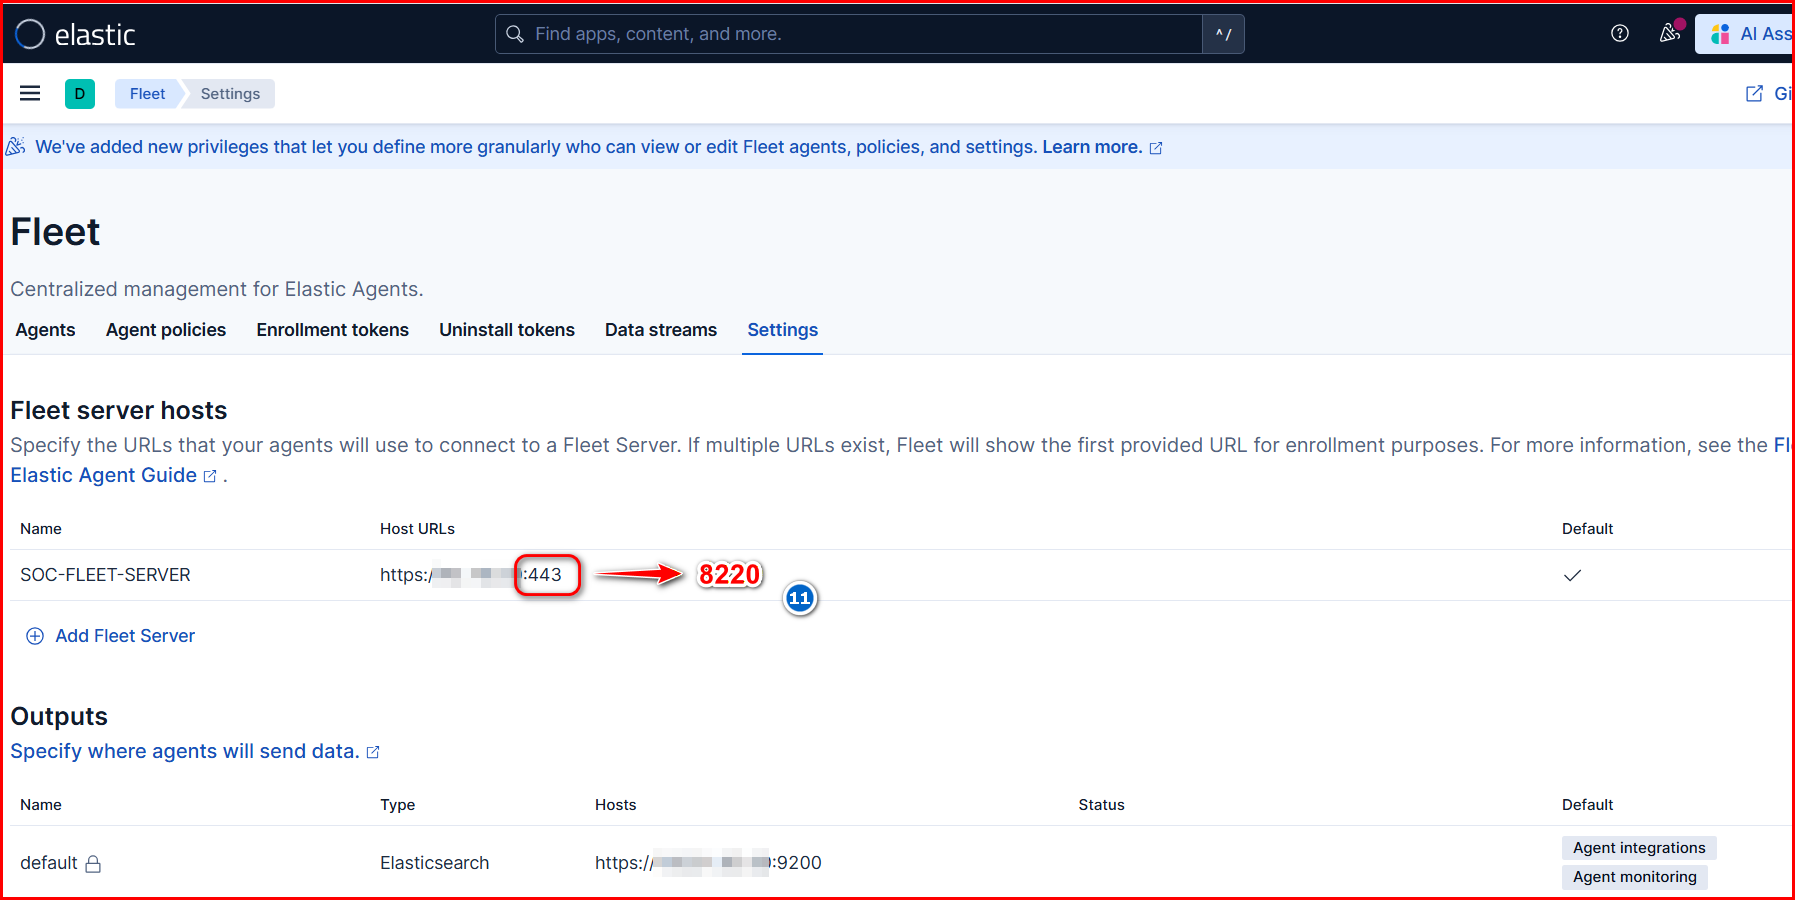 elastic
Find apps, content, and more.
^ /
AI Ass
D
Fleet
Settings
Gi
We've added new privileges that let you define more granularly who can view or edit Fleet agents, policies, and settings. Learn more.
Fleet
Centralized management for Elastic Agents.
Agents
Agent policies
Enrollment tokens
Uninstall tokens
Data streams
Settings
Fleet server hosts
Specify the URLs that your agents will use to connect to a Fleet Server. If multiple URLs exist, Fleet will show the first provided URL for enrollment purposes. For more information, see the Fl
Elastic Agent Guide .
Name
Host URLs
Default
SOC-FLEET-SERVER
https:/ :443
8220
11
Add Fleet Server
Outputs
Specify where agents will send data.
Name
Type
Hosts
Status
Default
default
Elasticsearch
https:// :9200
Agent integrations
Agent monitoring